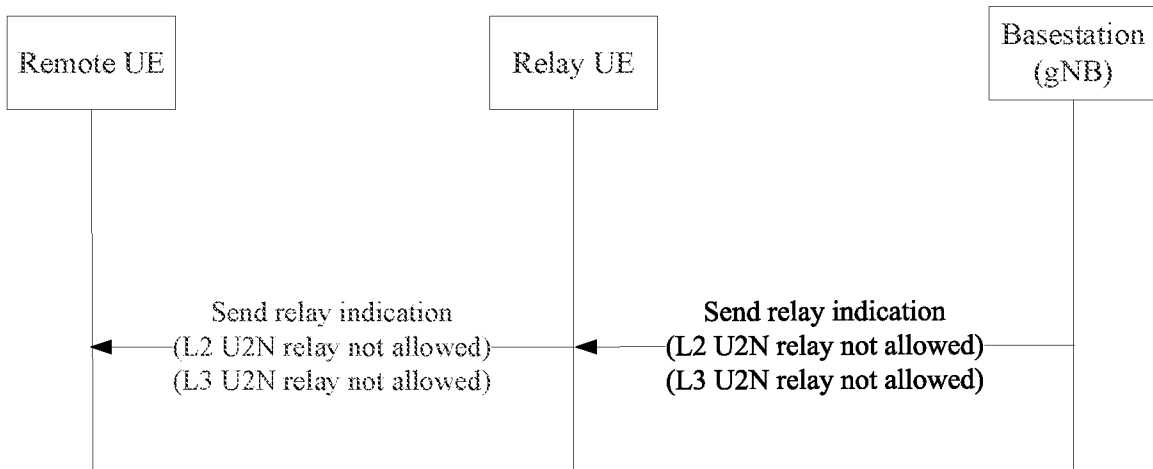 Remote UE
Relay UE
Basestation
(gNB)
Send relay indication
(L2 U2N relay not allowed)
(L3 U2N relay not allowed)
Send relay indication
(L2 U2N relay not allowed)
(L3 U2N relay not allowed)